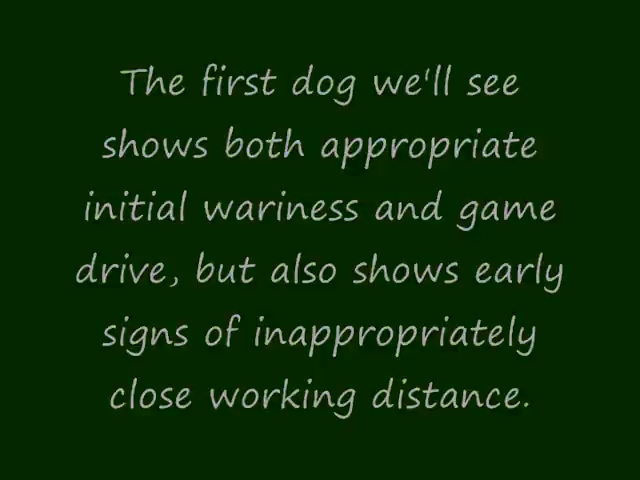 The first dog we'll see
shows both appropriate
initial wariness and game
drive, but also shows early
signs of inappropriately
close working distance.